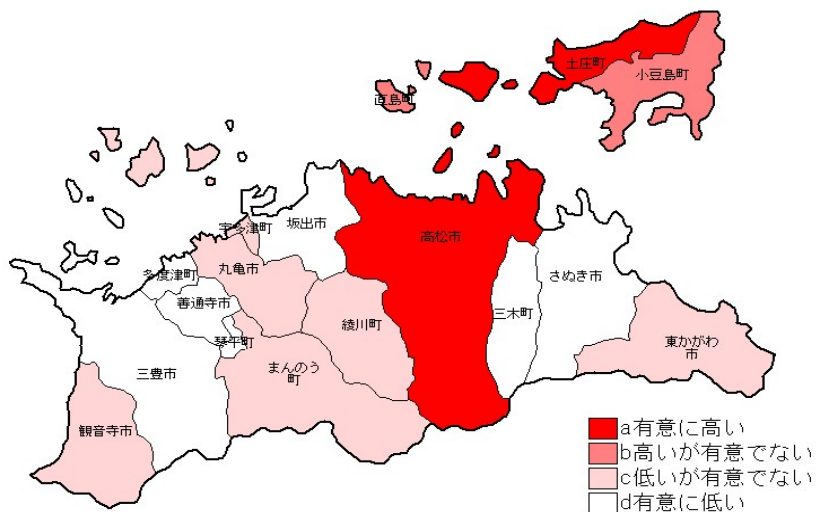 土庄町
小豆島町
直島町
高松市
坂出市
宇多津町
丸亀市
多度津町
善通寺市
琴平町
綾川町
まんのう
町
三豊市
観音寺市
三木町
さぬき市
東かがわ
市
a有意に高い
b高いが有意でない
c低いが有意でない
d有意に低い